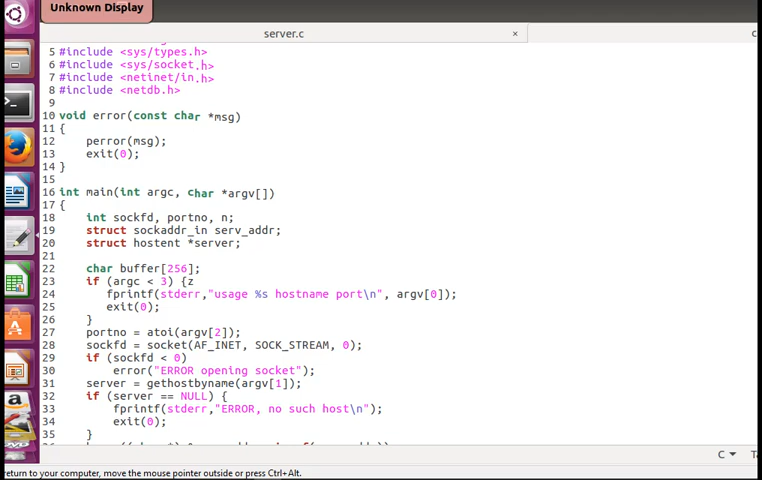 Unknown Display
server.c ×
5 #include <sys/types.h>
6 #include <sys/socket.h>
7 #include <netinet/in.h>
8 #include <netdb.h>
9
10 void error(const char *msg)
11 {
12 perror(msg);
13 exit(0);
14 }
15
16 int main(int argc, char *argv[])
17 {
18 int sockfd, portno, n;
19 struct sockaddr_in serv_addr;
20 struct hostent *server;
21
22 char buffer[256];
23 if (argc < 3) {z
24 fprintf(stderr,"usage %s hostname port\n", argv[0]);
25 exit(0);
26 }
27 portno = atoi(argv[2]);
28 sockfd = socket(AF_INET, SOCK_STREAM, 0);
29 if (sockfd < 0)
30 error("ERROR opening socket");
31 server = gethostbyname(argv[1]);
32 if (server == NULL) {
33 fprintf(stderr,"ERROR, no such host\n");
34 exit(0);
35 }
C
return to your computer, move the mouse pointer outside or press Ctrl+Alt.